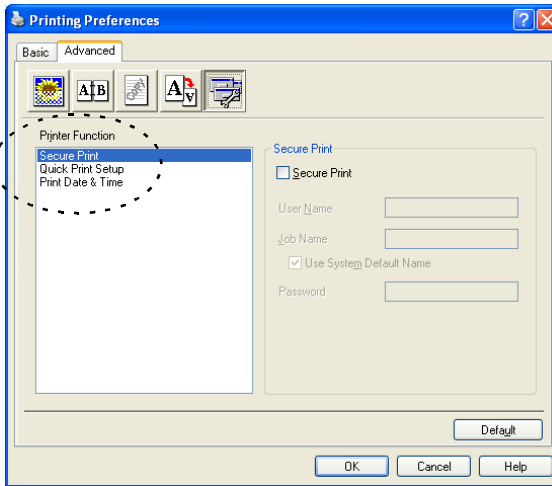 Printing Preferences
Basic
Advanced
A B
A A
Printer Function
Secure Print
Quick Print Setup
Print Date & Time
Secure Print
Secure Print
User Name
Job Name
Use System Default Name
Password
Default
OK
Cancel
Help